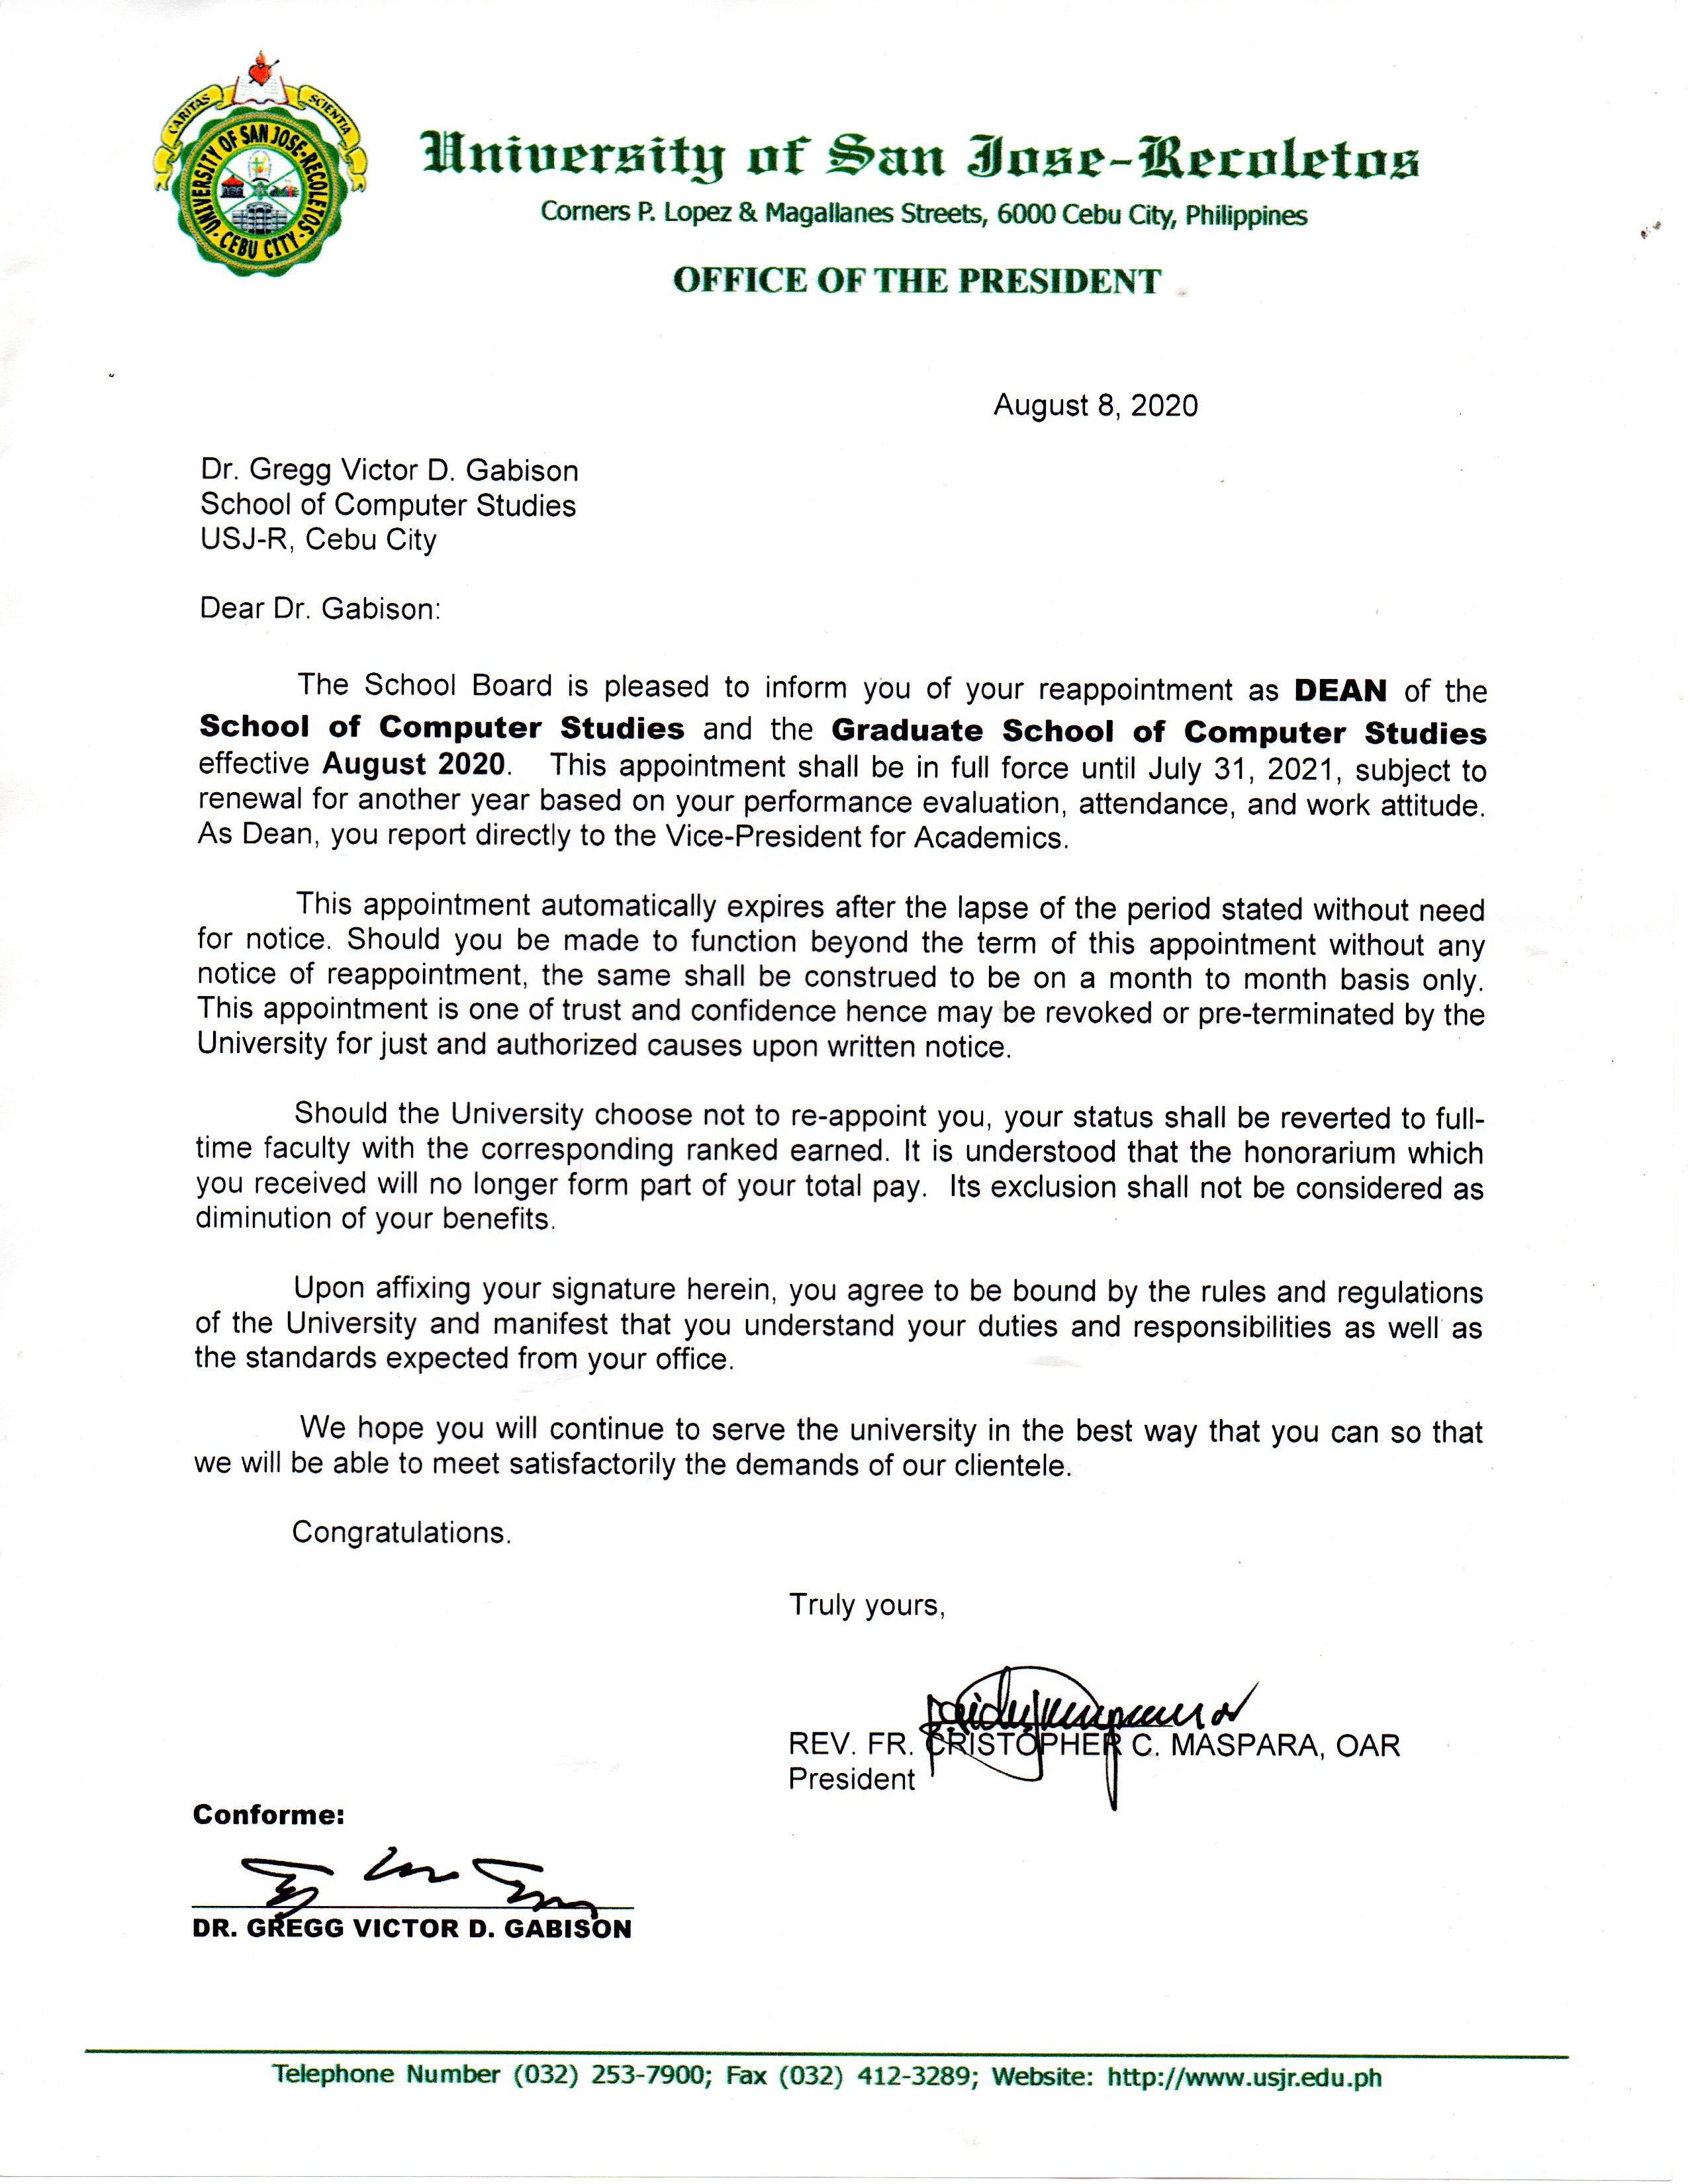 CARITAS
SCIENTIA
UNIVERSITY OF SAN JOSE-RECOLETOS
· CEBU CITY ·
University of San Jose-Recoletos
Corners P. Lopez & Magallanes Streets, 6000 Cebu City, Philippines
OFFICE OF THE PRESIDENT
August 8, 2020
Dr. Gregg Victor D. Gabison
School of Computer Studies
USJ-R, Cebu City
Dear Dr. Gabison:
The School Board is pleased to inform you of your reappointment as DEAN of the
School of Computer Studies and the Graduate School of Computer Studies
effective August 2020. This appointment shall be in full force until July 31, 2021, subject to
renewal for another year based on your performance evaluation, attendance, and work attitude.
As Dean, you report directly to the Vice-President for Academics.
This appointment automatically expires after the lapse of the period stated without need
for notice. Should you be made to function beyond the term of this appointment without any
notice of reappointment, the same shall be construed to be on a month to month basis only.
This appointment is one of trust and confidence hence may be revoked or pre-terminated by the
University for just and authorized causes upon written notice.
Should the University choose not to re-appoint you, your status shall be reverted to full-
time faculty with the corresponding ranked earned. It is understood that the honorarium which
you received will no longer form part of your total pay. Its exclusion shall not be considered as
diminution of your benefits.
Upon affixing your signature herein, you agree to be bound by the rules and regulations
of the University and manifest that you understand your duties and responsibilities as well as
the standards expected from your office.
We hope you will continue to serve the university in the best way that you can so that
we will be able to meet satisfactorily the demands of our clientele.
Congratulations.
Truly yours,
REV. FR. CRISTOPHER C. MASPARA, OAR
President
Conforme:
DR. GREGG VICTOR D. GABISON
Telephone Number (032) 253-7900; Fax (032) 412-3289; Website: http://www.usjr.edu.ph